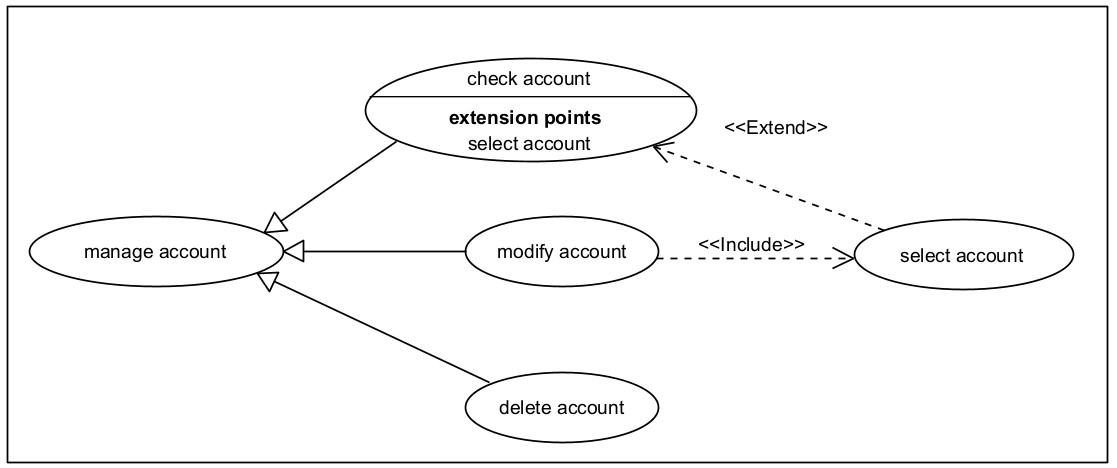 check account
extension points
select account
<<Extend>>
manage account
modify account
<<Include>>
select account
delete account